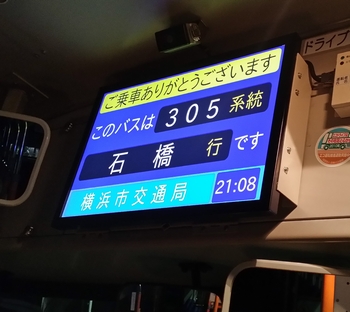 ご乗車ありがとうございます
このバスは 305 系統
石橋 行 です
横浜市交通局 21:08
ドライブ